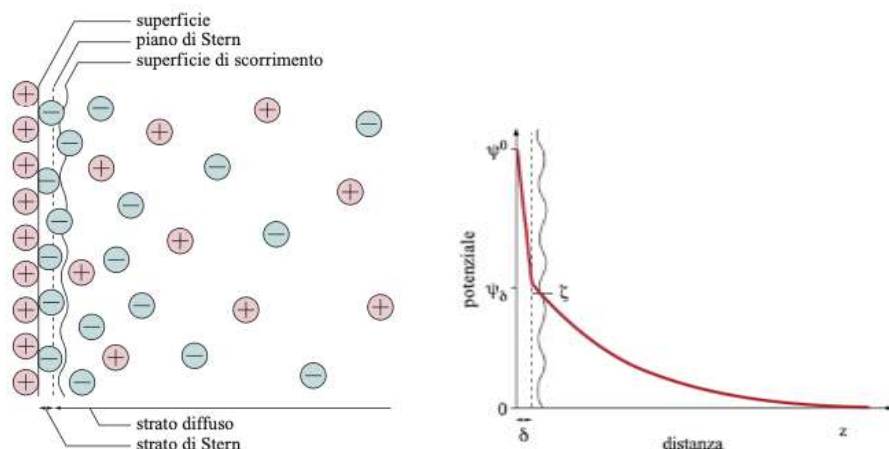 superficie
piano di Stern
superficie di scorrimento
strato diffuso
strato di Stern
ψ⁰
potenziale
ψδ
ζ
0
δ
distanza
z